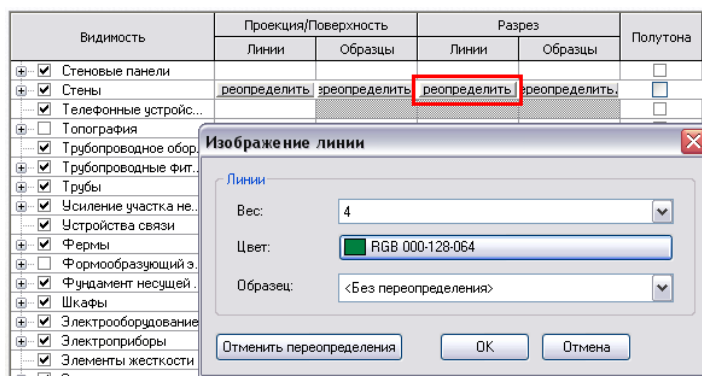 Видимость
Проекция/Поверхность
Разрез
Полутона
Линии
Образцы
Линии
Образцы
Стеновые панели
Стены
реопределить
реопределить
реопределить
реопределить.
Телефонные устройс...
Топография
Трубопроводное обор.
Трубопроводные фит..
Трубы
Усиление участка не..
Устройства связи
Фермы
Формообразующий э.
Фундамент несущей .
Шкафы
Электрооборудование
Электроприборы
Элементы жесткости
Изображение линии
Линии
Вес:
4
Цвет:
RGB 000-128-064
Образец:
<Без переопределения>
Отменить переопределения
OK
Отмена